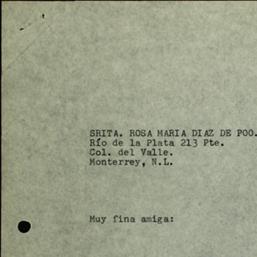 SRITA. ROSA MARIA DIAZ DE POO.
Río de la Plata 213 Pte.
Col. del Valle.
Monterrey, N.L.
Muy fina amiga: